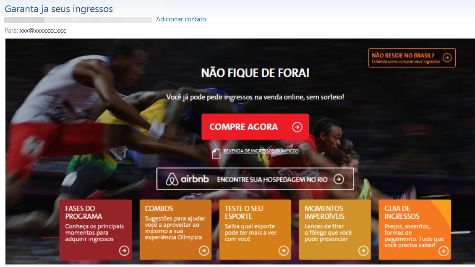 Garanta ja seus ingressos
Adicionar contato
Para: xxx@xxxxxxx.xxx
NÃO RESIDE NO BRASIL?
Entenda como comprar seus ingressos
NÃO FIQUE DE FORA!
Você já pode pedir ingressos na venda online, sem sorteio!
COMPRE AGORA
REVENDA DE INGRESSOS OLÍMPICOS
airbnb ENCONTRE SUA HOSPEDAGEM NO RIO
FASES DO
PROGRAMA
Conheça os principais
momentos para
adquirir ingressos
COMBOS
Sugestões para ajudar
você a aproveitar ao
máximo a sua
experiência Olímpica
TESTE O SEU
ESPORTE
Saiba qual esporte
pode ter mais a ver
com você
MOMENTOS
IMPERDÍVEIS
Lances de tirar
o fôlego que você
pode presenciar
GUIA DE
INGRESSOS
Preços, assentos,
formas de
pagamento. Tudo que
você precisa saber!